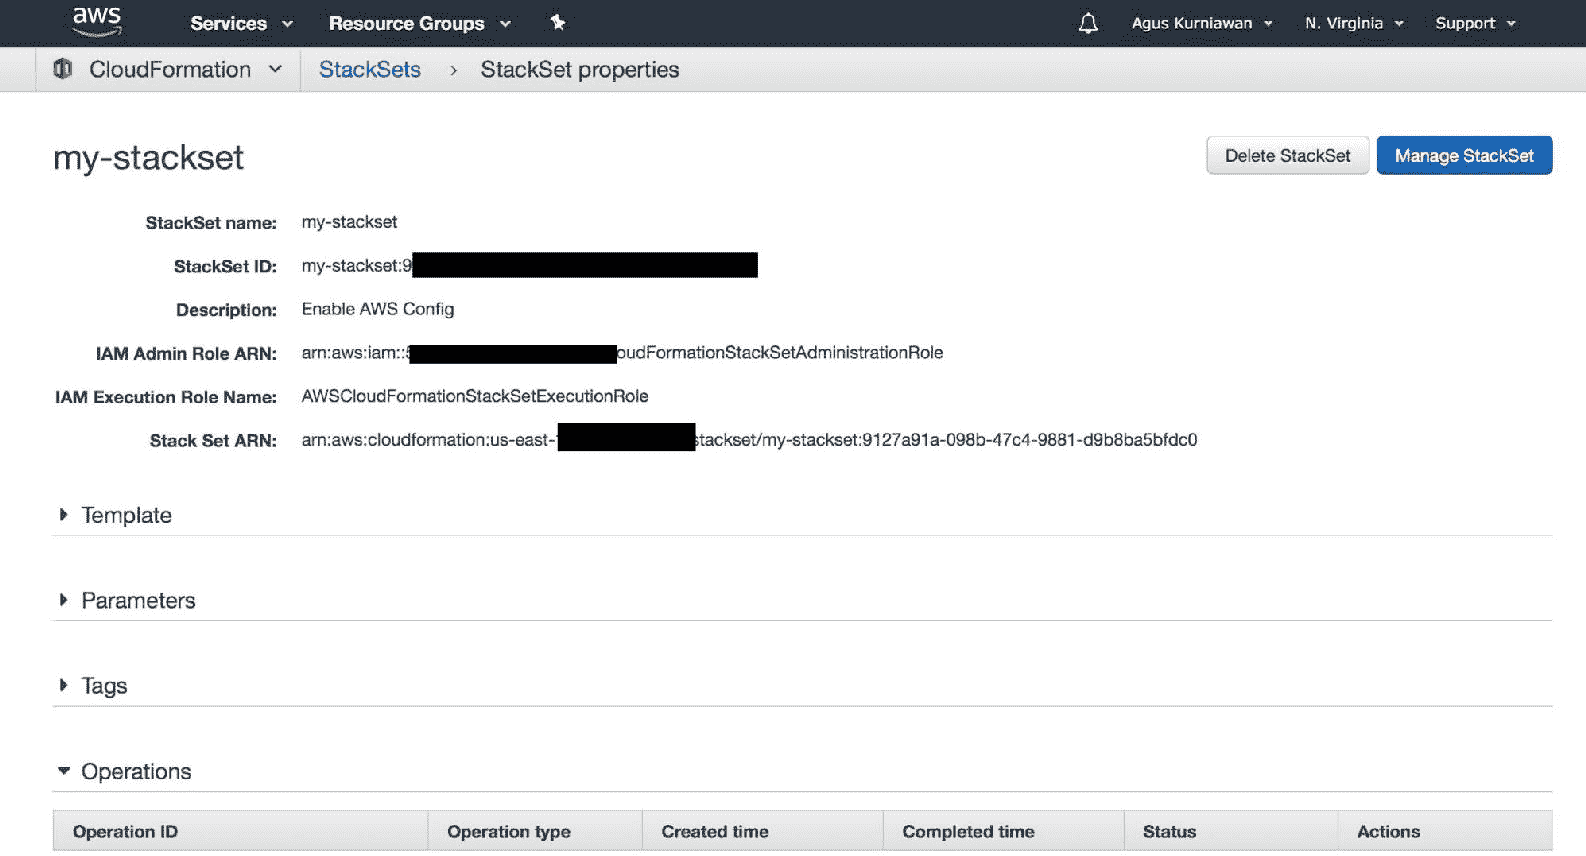 aws Services Resource Groups Agus Kurniawan N. Virginia Support
CloudFormation StackSets › StackSet properties
my-stackset Delete StackSet Manage StackSet
StackSet name: my-stackset
StackSet ID: my-stackset:9
Description: Enable AWS Config
IAM Admin Role ARN: arn:aws:iam:: oudFormationStackSetAdministrationRole
IAM Execution Role Name: AWSCloudFormationStackSetExecutionRole
Stack Set ARN: arn:aws:cloudformation:us-east- stackset/my-stackset:9127a91a-098b-47c4-9881-d9b8ba5bfdc0
Template
Parameters
Tags
Operations
Operation ID Operation type Created time Completed time Status Actions